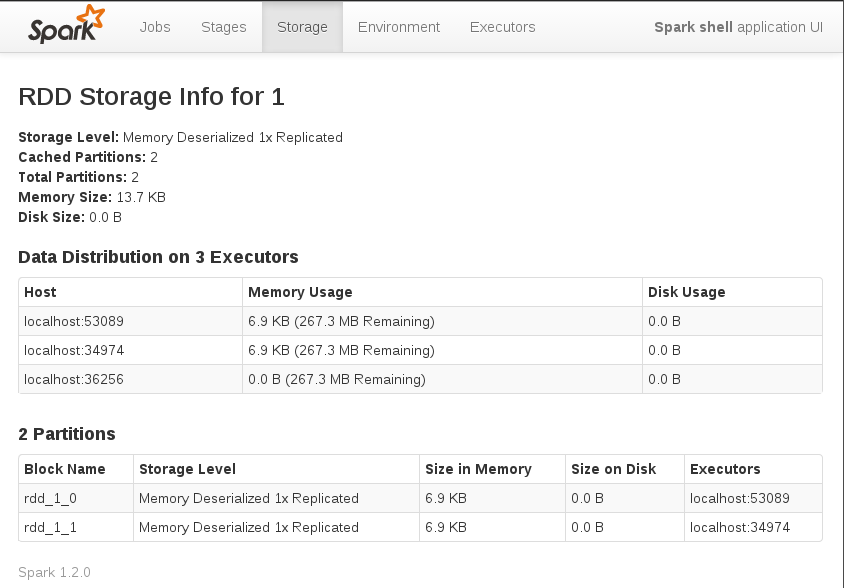 Spark Jobs Stages Storage Environment Executors Spark shell application UI
RDD Storage Info for 1
Storage Level: Memory Deserialized 1x Replicated
Cached Partitions: 2
Total Partitions: 2
Memory Size: 13.7 KB
Disk Size: 0.0 B
Data Distribution on 3 Executors
Host Memory Usage Disk Usage
localhost:53089 6.9 KB (267.3 MB Remaining) 0.0 B
localhost:34974 6.9 KB (267.3 MB Remaining) 0.0 B
localhost:36256 0.0 B (267.3 MB Remaining) 0.0 B
2 Partitions
Block Name Storage Level Size in Memory Size on Disk Executors
rdd_1_0 Memory Deserialized 1x Replicated 6.9 KB 0.0 B localhost:53089
rdd_1_1 Memory Deserialized 1x Replicated 6.9 KB 0.0 B localhost:34974
Spark 1.2.0